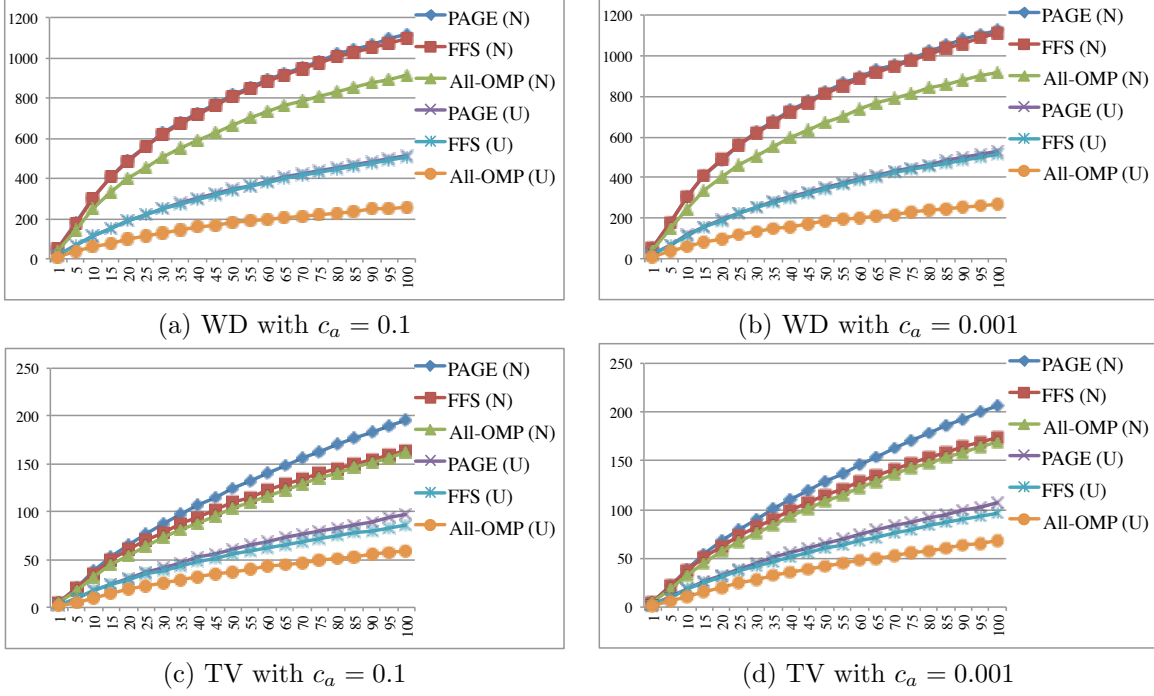 1200
1000
800
600
400
200
0
1 5 10 15 20 25 30 35 40 45 50 55 60 65 70 75 80 85 90 95 100
PAGE (N)
FFS (N)
All-OMP (N)
PAGE (U)
FFS (U)
All-OMP (U)
(a) WD with c_a = 0.1
1200
1000
800
600
400
200
0
1 5 10 15 20 25 30 35 40 45 50 55 60 65 70 75 80 85 90 95 100
PAGE (N)
FFS (N)
All-OMP (N)
PAGE (U)
FFS (U)
All-OMP (U)
(b) WD with c_a = 0.001
250
200
150
100
50
0
1 5 10 15 20 25 30 35 40 45 50 55 60 65 70 75 80 85 90 95 100
PAGE (N)
FFS (N)
All-OMP (N)
PAGE (U)
FFS (U)
All-OMP (U)
(c) TV with c_a = 0.1
250
200
150
100
50
0
1 5 10 15 20 25 30 35 40 45 50 55 60 65 70 75 80 85 90 95 100
PAGE (N)
FFS (N)
All-OMP (N)
PAGE (U)
FFS (U)
All-OMP (U)
(d) TV with c_a = 0.001